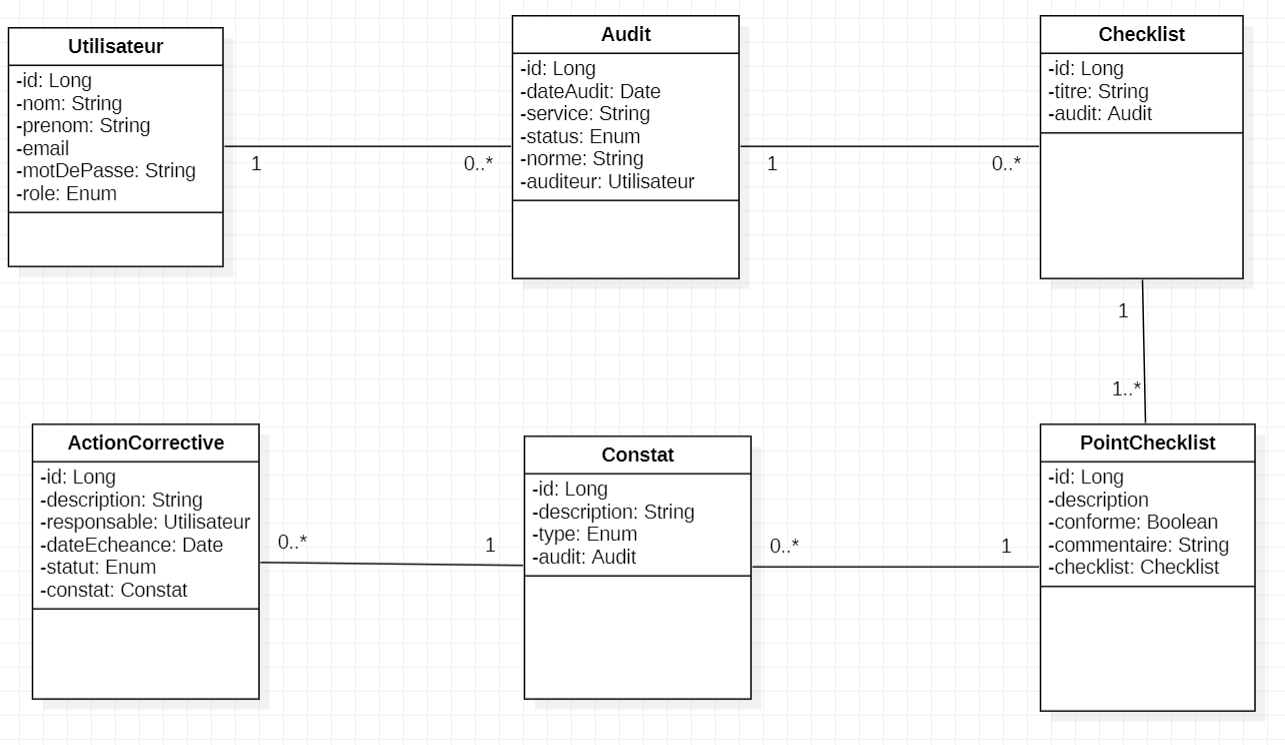 Utilisateur
-id: Long
-nom: String
-prenom: String
-email
-motDePasse: String
-role: Enum
1
0..*
Audit
-id: Long
-dateAudit: Date
-service: String
-status: Enum
-norme: String
-auditeur: Utilisateur
1
0..*
Checklist
-id: Long
-titre: String
-audit: Audit
1
1..*
ActionCorrective
-id: Long
-description: String
-responsable: Utilisateur
-dateEcheance: Date
-statut: Enum
-constat: Constat
0..*
1
Constat
-id: Long
-description: String
-type: Enum
-audit: Audit
0..*
1
PointChecklist
-id: Long
-description
-conforme: Boolean
-commentaire: String
-checklist: Checklist